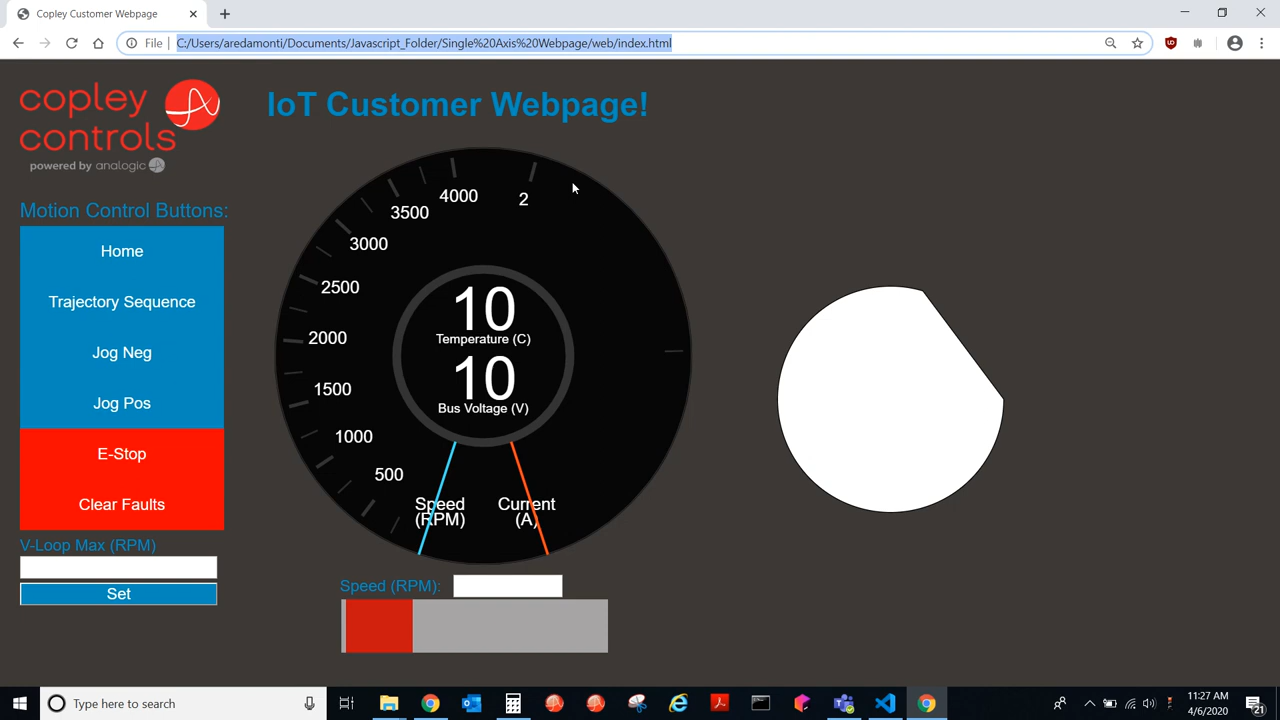 Copley Customer Webpage
File
C:/Users/aredamonti/Documents/Javascript_Folder/Single%20Axis%20Webpage/web/index.html
copley
controls
powered by analogic
IoT Customer Webpage!
Motion Control Buttons:
Home
Trajectory Sequence
Jog Neg
Jog Pos
E-Stop
Clear Faults
V-Loop Max (RPM)
Set
4000
2
3500
3000
2500
2000
1500
1000
500
10
Temperature (C)
10
Bus Voltage (V)
Speed
(RPM)
Current
(A)
Speed (RPM):
Type here to search
11:27 AM
4/6/2020
21